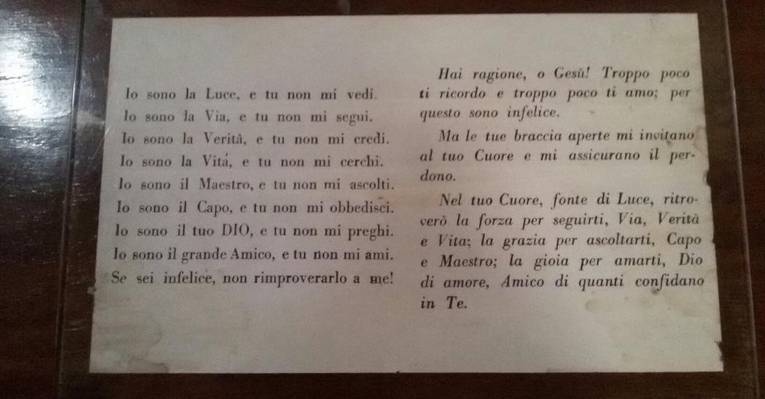 Io sono la Luce, e tu non mi vedi.
Io sono la Via, e tu non mi segui.
Io sono la Verità, e tu non mi credi.
Io sono la Vitá, e tu non mi cerchi.
Io sono il Maestro, e tu non mi ascolti.
Io sono il Capo, e tu non mi obbedisci.
Io sono il tuo DIO, e tu non mi preghi.
Io sono il grande Amico, e tu non mi ami.
Se sei infelice, non rimproverarlo a me!
Hai ragione, o Gesù! Troppo poco
ti ricordo e troppo poco ti amo; per
questo sono infelice.
Ma le tue braccia aperte mi invitano
al tuo Cuore e mi assicurano il per-
dono.
Nel tuo Cuore, fonte di Luce, ritro-
verò la forza per seguirti, Via, Verità
e Vita; la grazia per ascoltarti, Capo
e Maestro; la gioia per amarti, Dio
di amore, Amico di quanti confidano
in Te.